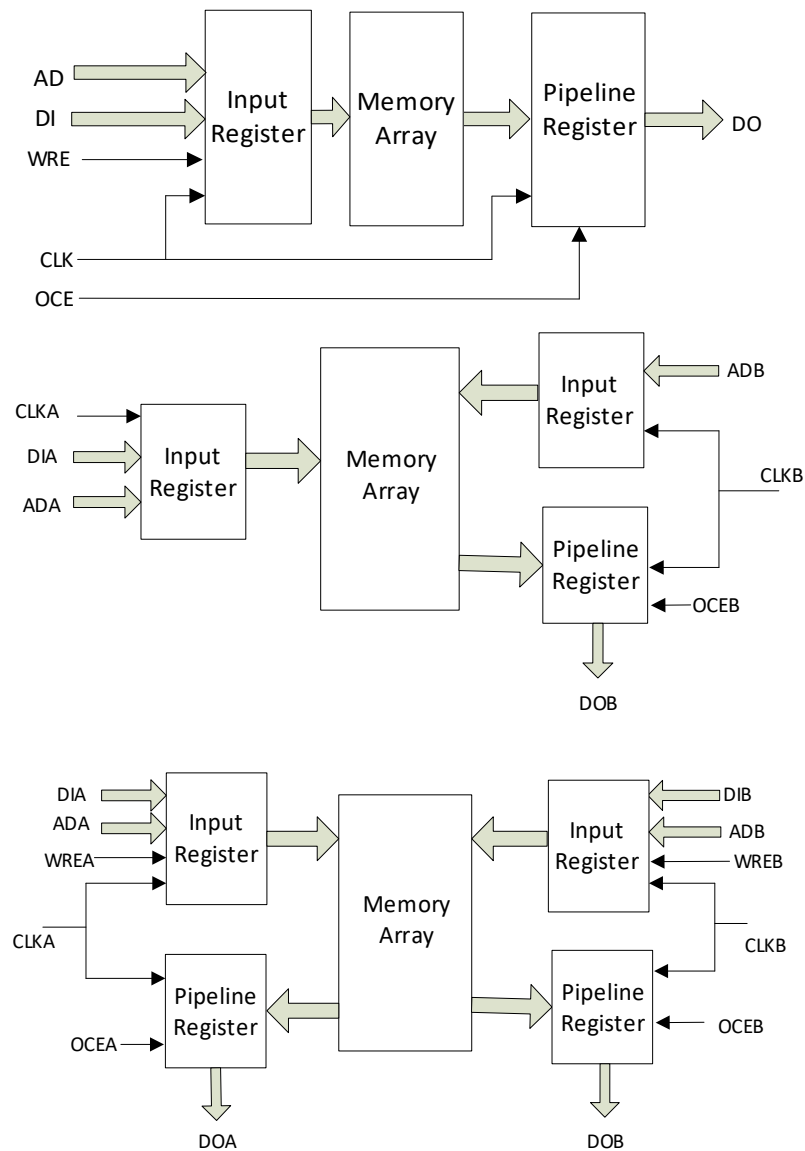 AD
DI
WRE
CLK
OCE
Input
Register
Memory
Array
Pipeline
Register
DO
CLKA
DIA
ADA
Input
Register
Memory
Array
Input
Register
ADB
CLKB
Pipeline
Register
OCEB
DOB
DIA
ADA
WREA
CLKA
OCEA
Input
Register
Pipeline
Register
DOA
Memory
Array
Input
Register
Pipeline
Register
DIB
ADB
WREB
CLKB
OCEB
DOB